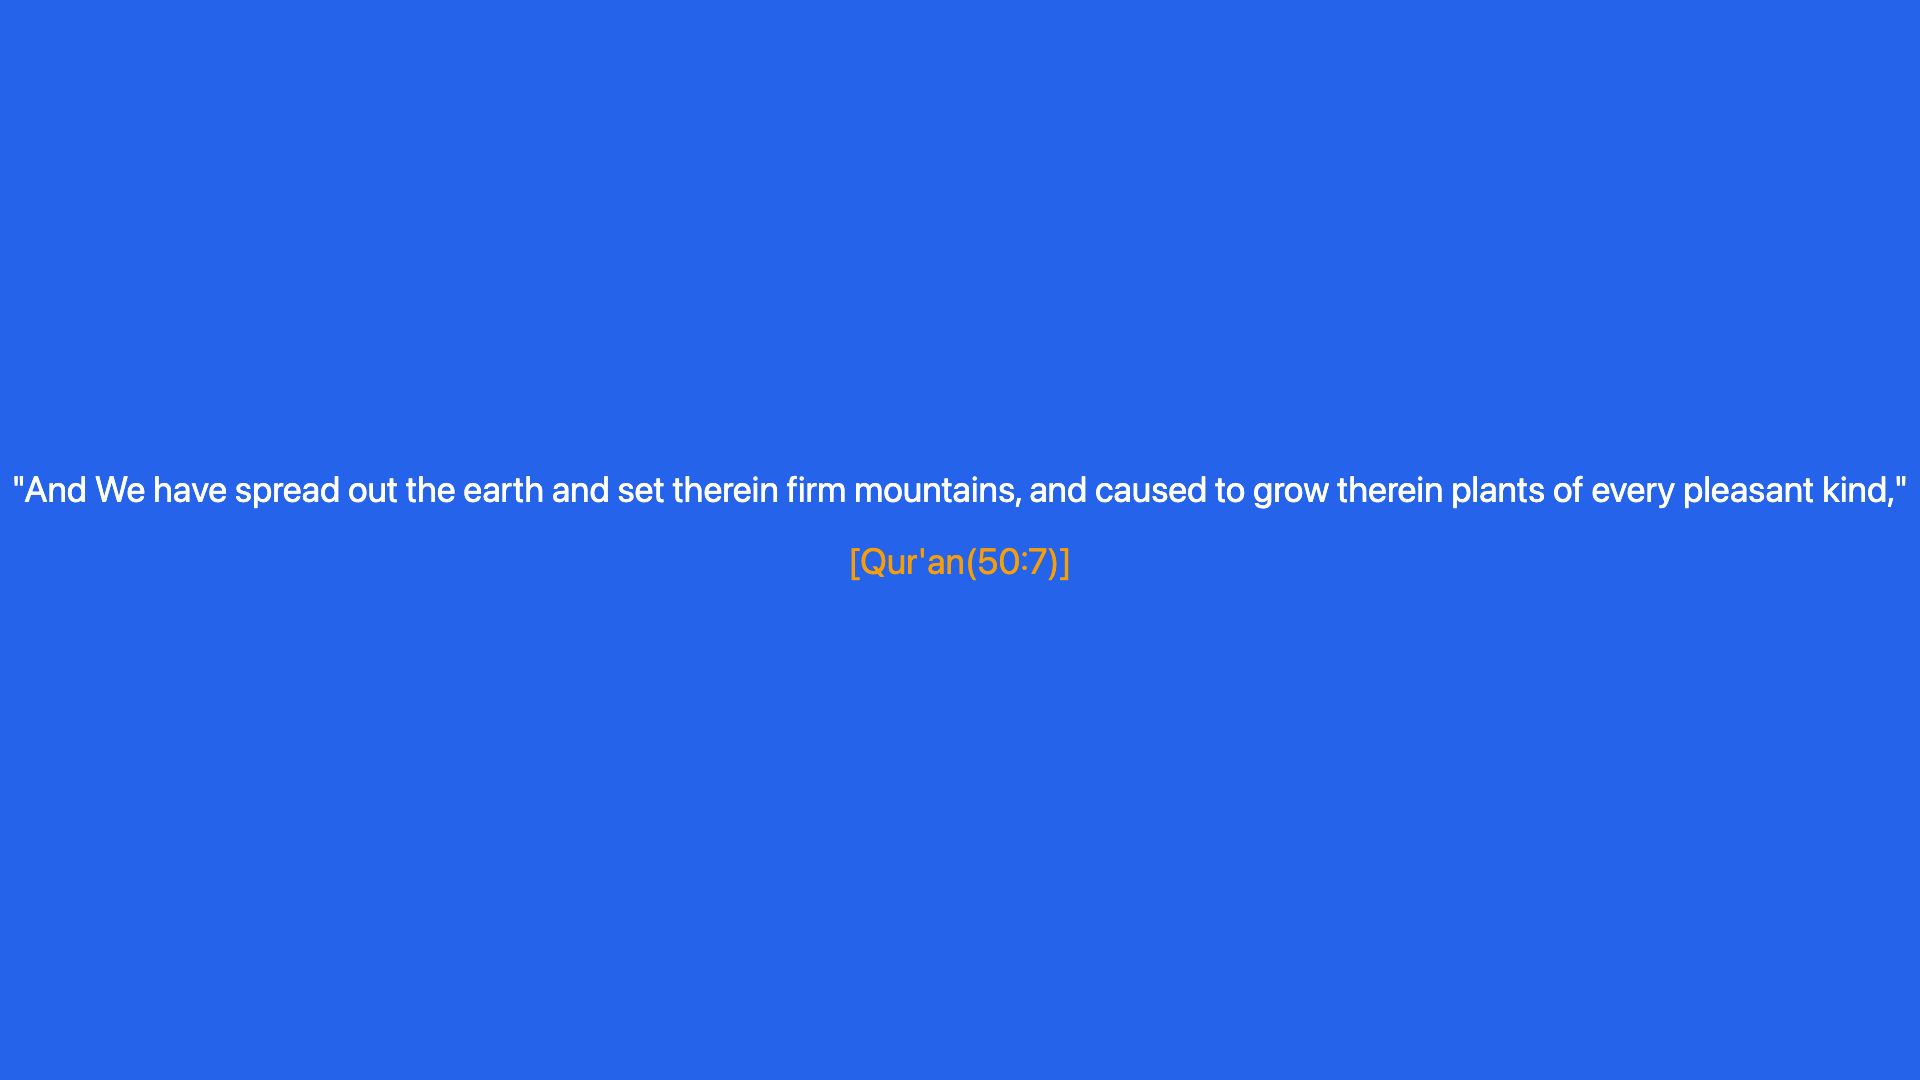 "And We have spread out the earth and set therein firm mountains, and caused to grow therein plants of every pleasant kind,"
[Qur'an(50:7)]